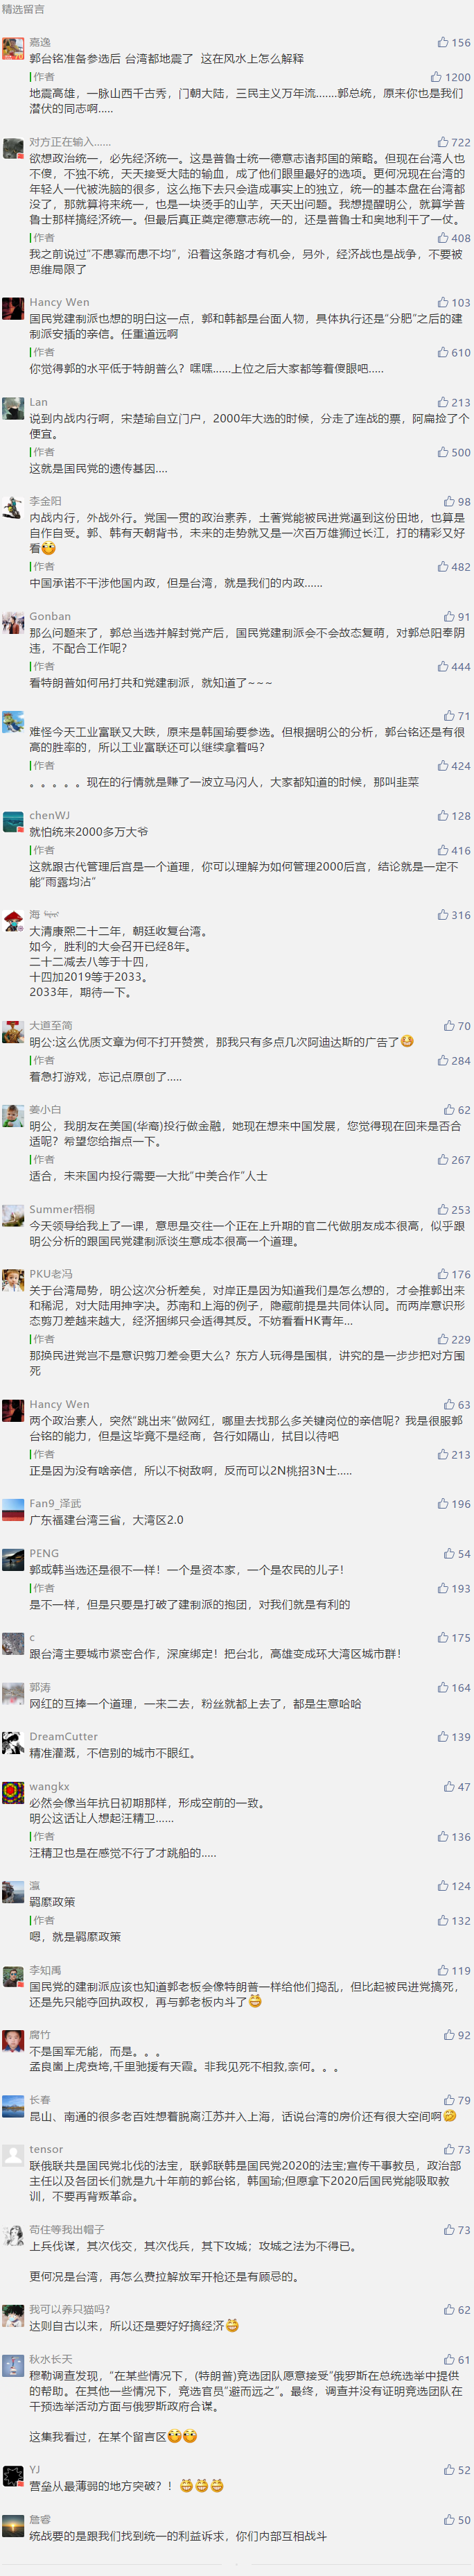 精选留言
嘉逸
156
郭台铭准备参选后 台湾都地震了 这在风水上怎么解释
作者
1200
地震高雄，一脉山西千古秀，门朝大陆，三民主义万年流.......郭总统，原来你也是我们
潜伏的同志啊.....
对方正在输入......
722
欲想政治统一，必先经济统一。这是普鲁士统一德意志诸邦国的策略。但现在台湾人也
不傻，不独不统，天天接受大陆的输血，成了他们眼里最好的选项。更何况现在台湾的
年轻人一代被洗脑的很多，这么拖下去只会造成事实上的独立，统一的基本盘在台湾都
没了，那就算将来统一，也是一块烫手的山芋，天天出问题。我想提醒明公，就算学普
鲁士那样搞经济统一。但最后真正奠定德意志统一的，还是普鲁士和奥地利干了一仗。
作者
408
我之前说过“不患寡而患不均”，沿着这条路才有机会，另外，经济战也是战争，不要被
思维局限了
Hancy Wen
103
国民党建制派也想的明白这一点，郭和韩都是台面人物，具体执行还是“分肥”之后的建
制派安插的亲信。任重道远啊
作者
610
你觉得郭的水平低于特朗普么？嘿嘿......上位之后大家都等着傻眼吧.....
Lan
213
说到内战内行啊，宋楚瑜自立门户，2000年大选的时候，分走了连战的票，阿扁捡了个
便宜。
作者
500
这就是国民党的遗传基因....
李金阳
98
内战内行，外战外行。党国一贯的政治素养，土著党能被民进党逼到这份田地，也算是
自作自受。郭、韩有天朝背书，未来的走势就又是一次百万雄狮过长江，打的精彩又好
看
作者
482
中国承诺不干涉他国内政，但是台湾，就是我们的内政......
Gonban
91
那么问题来了，郭总当选并解封党产后，国民党建制派会不会故态复萌，对郭总阳奉阴
违，不配合工作呢？
作者
444
看特朗普如何吊打共和党建制派，就知道了~~~
71
难怪今天工业富联又大跌，原来是韩国瑜要参选。但根据明公的分析，郭台铭还是有很
高的胜率的，所以工业富联还可以继续拿着吗？
作者
424
。。。。。现在的行情就是赚了一波立马闪人，大家都知道的时候，那叫韭菜
chenWJ
128
就怕统来2000多万大爷
作者
416
这就跟古代管理后宫是一个道理，你可以理解为如何管理2000后宫，结论就是一定不
能“雨露均沾”
海
316
大清康熙二十二年，朝廷收复台湾。
如今，胜利的大会召开已经8年。
二十二减去八等于十四，
十四加2019等于2033。
2033年，期待一下。
大道至简
70
明公:这么优质文章为何不打开赞赏，那我只有多点几次阿迪达斯的广告了
作者
284
着急打游戏，忘记点原创了.....
姜小白
62
明公，我朋友在美国(华裔)投行做金融，她现在想来中国发展，您觉得现在回来是否合
适呢？希望您给指点一下。
作者
267
适合，未来国内投行需要一大批“中美合作”人士
Summer梧桐
253
今天领导给我上了一课，意思是交往一个正在上升期的官二代做朋友成本很高，似乎跟
明公分析的跟国民党建制派谈生意成本很高一个道理。
PKU老冯
176
关于台湾局势，明公这次分析差矣，对岸正是因为知道我们是怎么想的，才会推郭出来
和稀泥，对大陆用拖字决。苏南和上海的例子，隐藏前提是共同体认同。而两岸意识形
态剪刀差越来越大，经济捆绑只会适得其反。不妨看看HK青年...
作者
229
那换民进党岂不是意识剪刀差会更大么？东方人玩得是围棋，讲究的是一步步把对方围
死
Hancy Wen
63
两个政治素人，突然“跳出来”做网红，哪里去找那么多关键岗位的亲信呢？我是很服郭
台铭的能力，但是这毕竟不是经商，各行如隔山，拭目以待吧
作者
213
正是因为没有啥亲信，所以不树敌啊，反而可以2N桃招3N士.....
Fan9_泽武
196
广东福建台湾三省，大湾区2.0
PENG
54
郭或韩当选还是很不一样！一个是资本家，一个是农民的儿子！
作者
193
是不一样，但是只要是打破了建制派的抱团，对我们就是有利的
c
175
跟台湾主要城市紧密合作，深度绑定！把台北，高雄变成环大湾区城市群！
郭涛
164
网红的互捧一个道理，一来二去，粉丝就都上去了，都是生意哈哈
DreamCutter
139
精准灌溉，不信别的城市不眼红。
wangkx
47
必然会像当年抗日初期那样，形成空前的一致。
明公这话让人想起汪精卫......
作者
136
汪精卫也是在感觉不行了才跳船的.....
瀛
124
羁縻政策
作者
132
嗯，就是羁縻政策
李知禹
119
国民党的建制派应该也知道郭老板会像特朗普一样给他们捣乱，但比起被民进党搞死，
还是先只能夺回执政权，再与郭老板内斗了
腐竹
92
不是国军无能，而是。。。
孟良崮上虎贲垮,千里驰援有天霞。非我见死不相救,奈何。。。
长春
79
昆山、南通的很多老百姓想着脱离江苏并入上海，话说台湾的房价还有很大空间啊
tensor
73
联俄联共是国民党北伐的法宝，联郭联韩是国民党2020的法宝;宣传干事教员，政治部
主任以及各团长们就是九十年前的郭台铭，韩国瑜;但愿拿下2020后国民党能吸取教
训，不要再背叛革命。
苟住等我出帽子
73
上兵伐谋，其次伐交，其次伐兵，其下攻城；攻城之法为不得已。
更何况是台湾，再怎么费拉解放军开枪还是有顾忌的。
我可以养只猫吗?
62
达则自古以来，所以还是要好好搞经济
秋水长天
61
穆勒调查发现，“在某些情况下，(特朗普)竞选团队愿意接受”俄罗斯在总统选举中提供
的帮助。在其他一些情况下，竞选官员“避而远之”。最终，调查并没有证明竞选团队在
干预选举活动方面与俄罗斯政府合谋。
这集我看过，在某个留言区
YJ
52
营垒从最薄弱的地方突破？！
詹睿
50
统战要的是跟我们找到统一的利益诉求，你们内部互相战斗